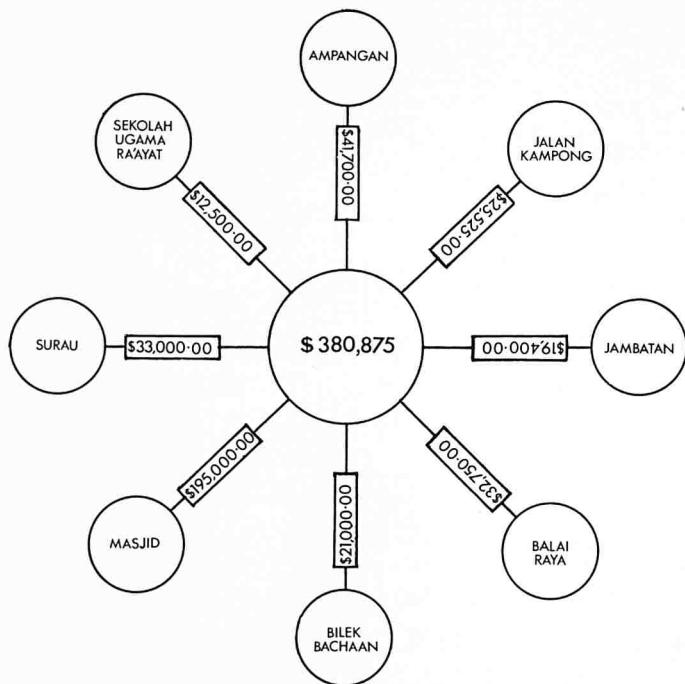 AMPANGAN
$41,700·00
JALAN
KAMPONG
$25,525·00
JAMBATAN
$19,400·00
BALAI
RAYA
$32,750·00
BILEK
BACHAAN
$21,000·00
MASJID
$195,000·00
SURAU
$33,000·00
SEKOLAH
UGAMA
RA'AYAT
$12,500·00
$380,875